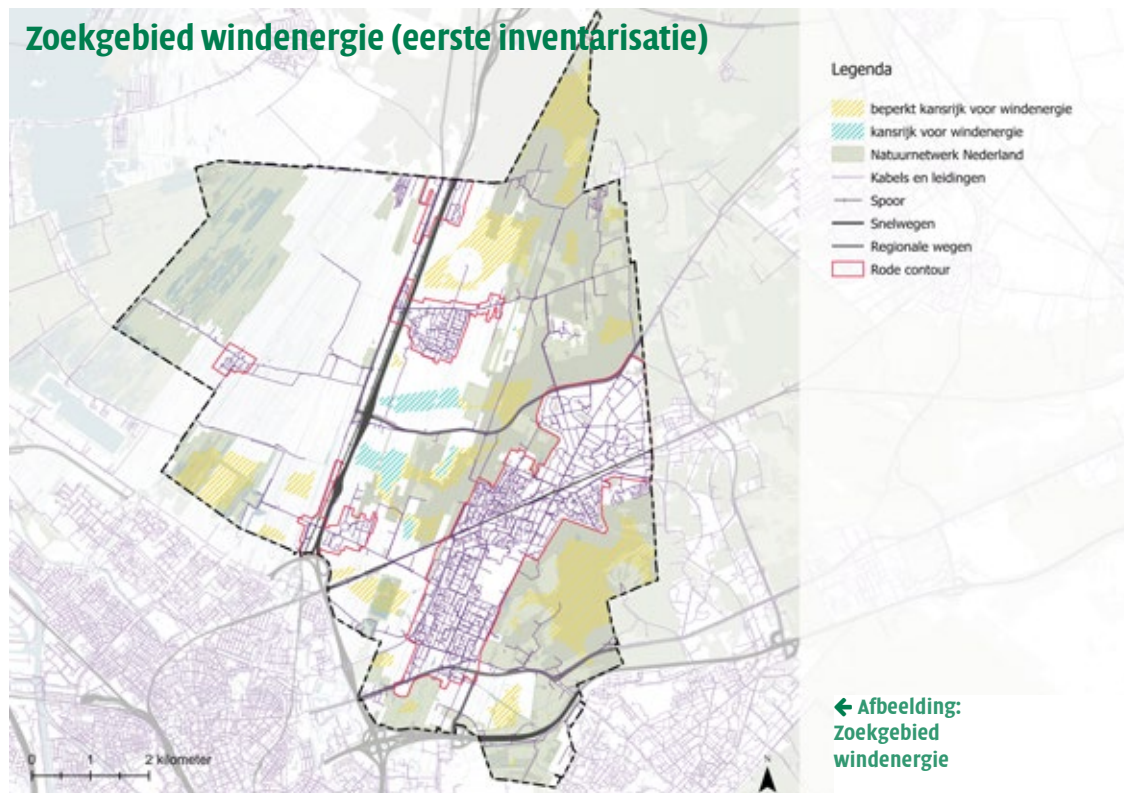 Zoekgebied windenergie (eerste inventarisatie)
Legenda
beperkt kansrijk voor windenergie
kansrijk voor windenergie
Natuurnetwerk Nederland
Kabels en leidingen
Spoor
Snelwegen
Regionale wegen
Rode contour
← Afbeelding:
Zoekgebied
windenergie
0 1 2 kilometer
N